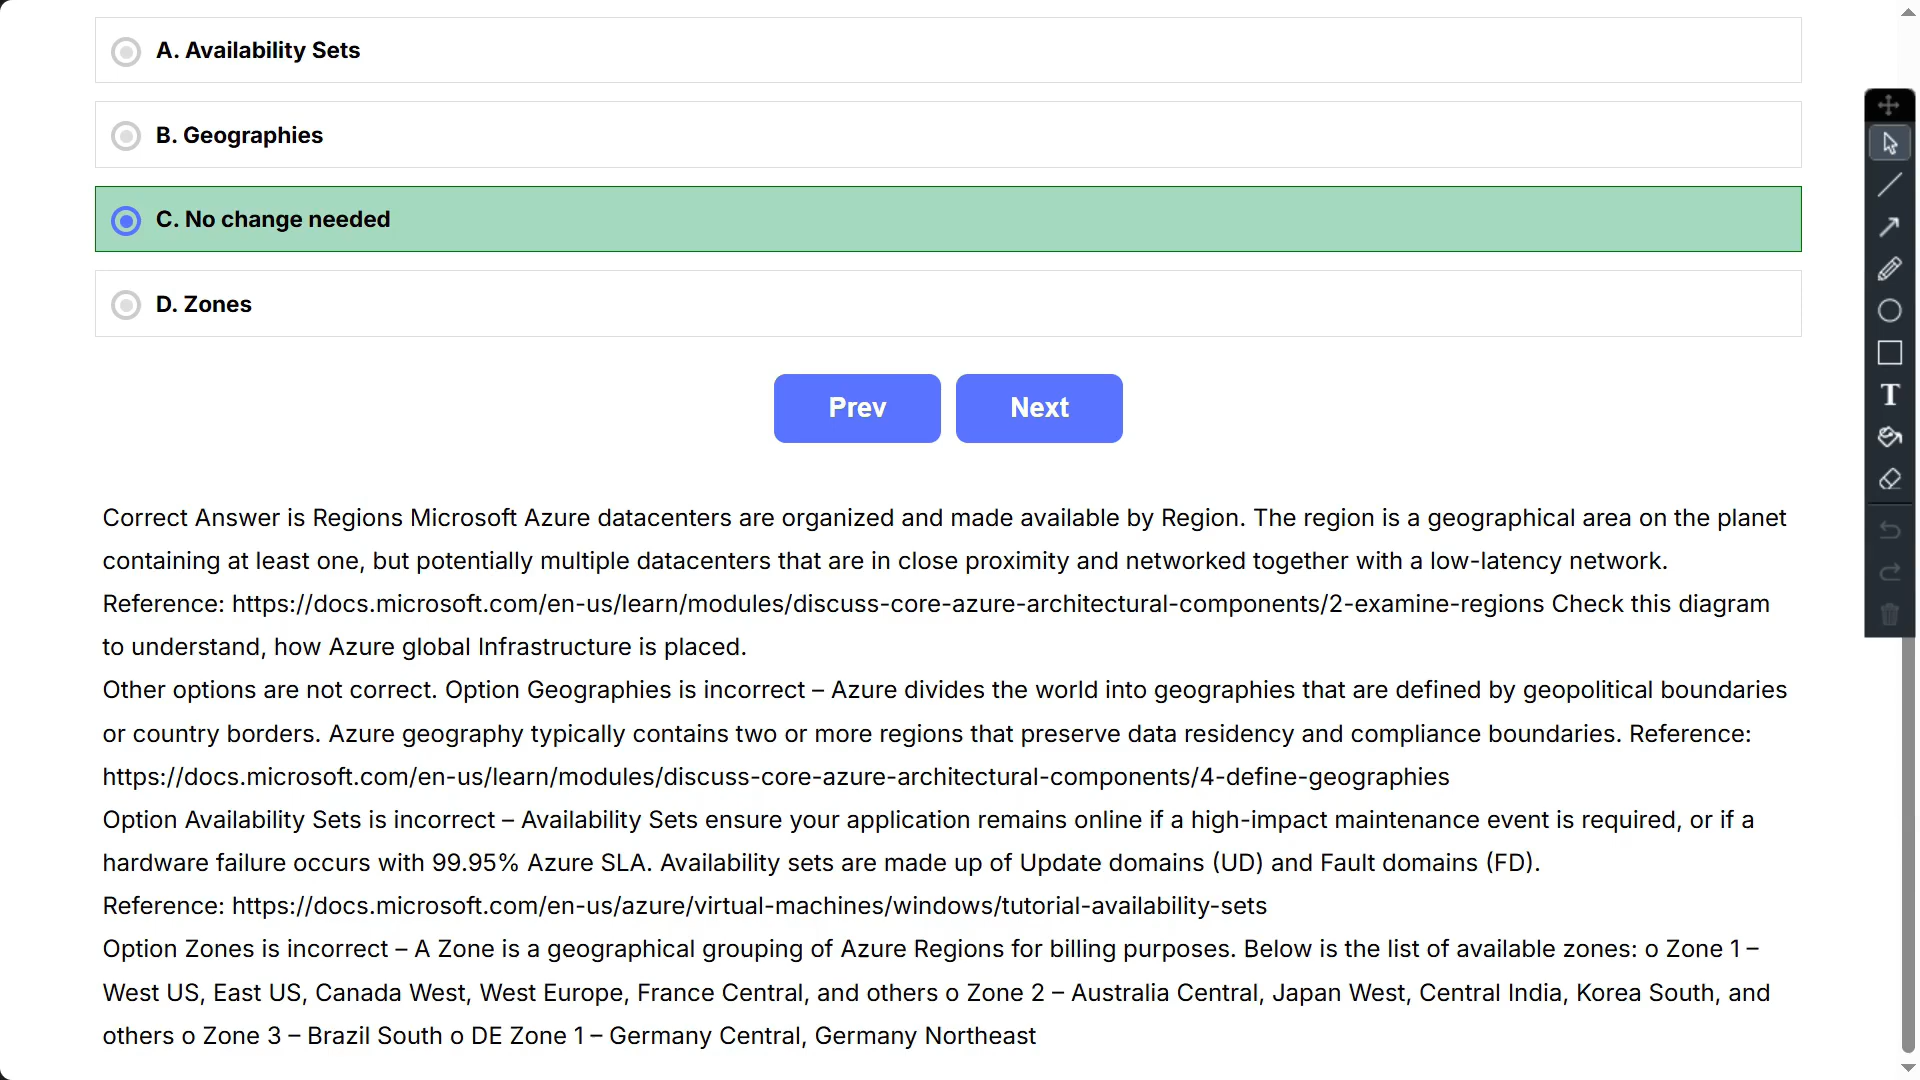 A. Availability Sets
B. Geographies
C. No change needed
D. Zones
Prev
Next
Correct Answer is Regions Microsoft Azure datacenters are organized and made available by Region. The region is a geographical area on the planet
containing at least one, but potentially multiple datacenters that are in close proximity and networked together with a low-latency network.
Reference: https://docs.microsoft.com/en-us/learn/modules/discuss-core-azure-architectural-components/2-examine-regions Check this diagram
to understand, how Azure global Infrastructure is placed.
Other options are not correct. Option Geographies is incorrect – Azure divides the world into geographies that are defined by geopolitical boundaries
or country borders. Azure geography typically contains two or more regions that preserve data residency and compliance boundaries. Reference:
https://docs.microsoft.com/en-us/learn/modules/discuss-core-azure-architectural-components/4-define-geographies
Option Availability Sets is incorrect – Availability Sets ensure your application remains online if a high-impact maintenance event is required, or if a
hardware failure occurs with 99.95% Azure SLA. Availability sets are made up of Update domains (UD) and Fault domains (FD).
Reference: https://docs.microsoft.com/en-us/azure/virtual-machines/windows/tutorial-availability-sets
Option Zones is incorrect – A Zone is a geographical grouping of Azure Regions for billing purposes. Below is the list of available zones: o Zone 1 –
West US, East US, Canada West, West Europe, France Central, and others o Zone 2 – Australia Central, Japan West, Central India, Korea South, and
others o Zone 3 – Brazil South o DE Zone 1 – Germany Central, Germany Northeast
T